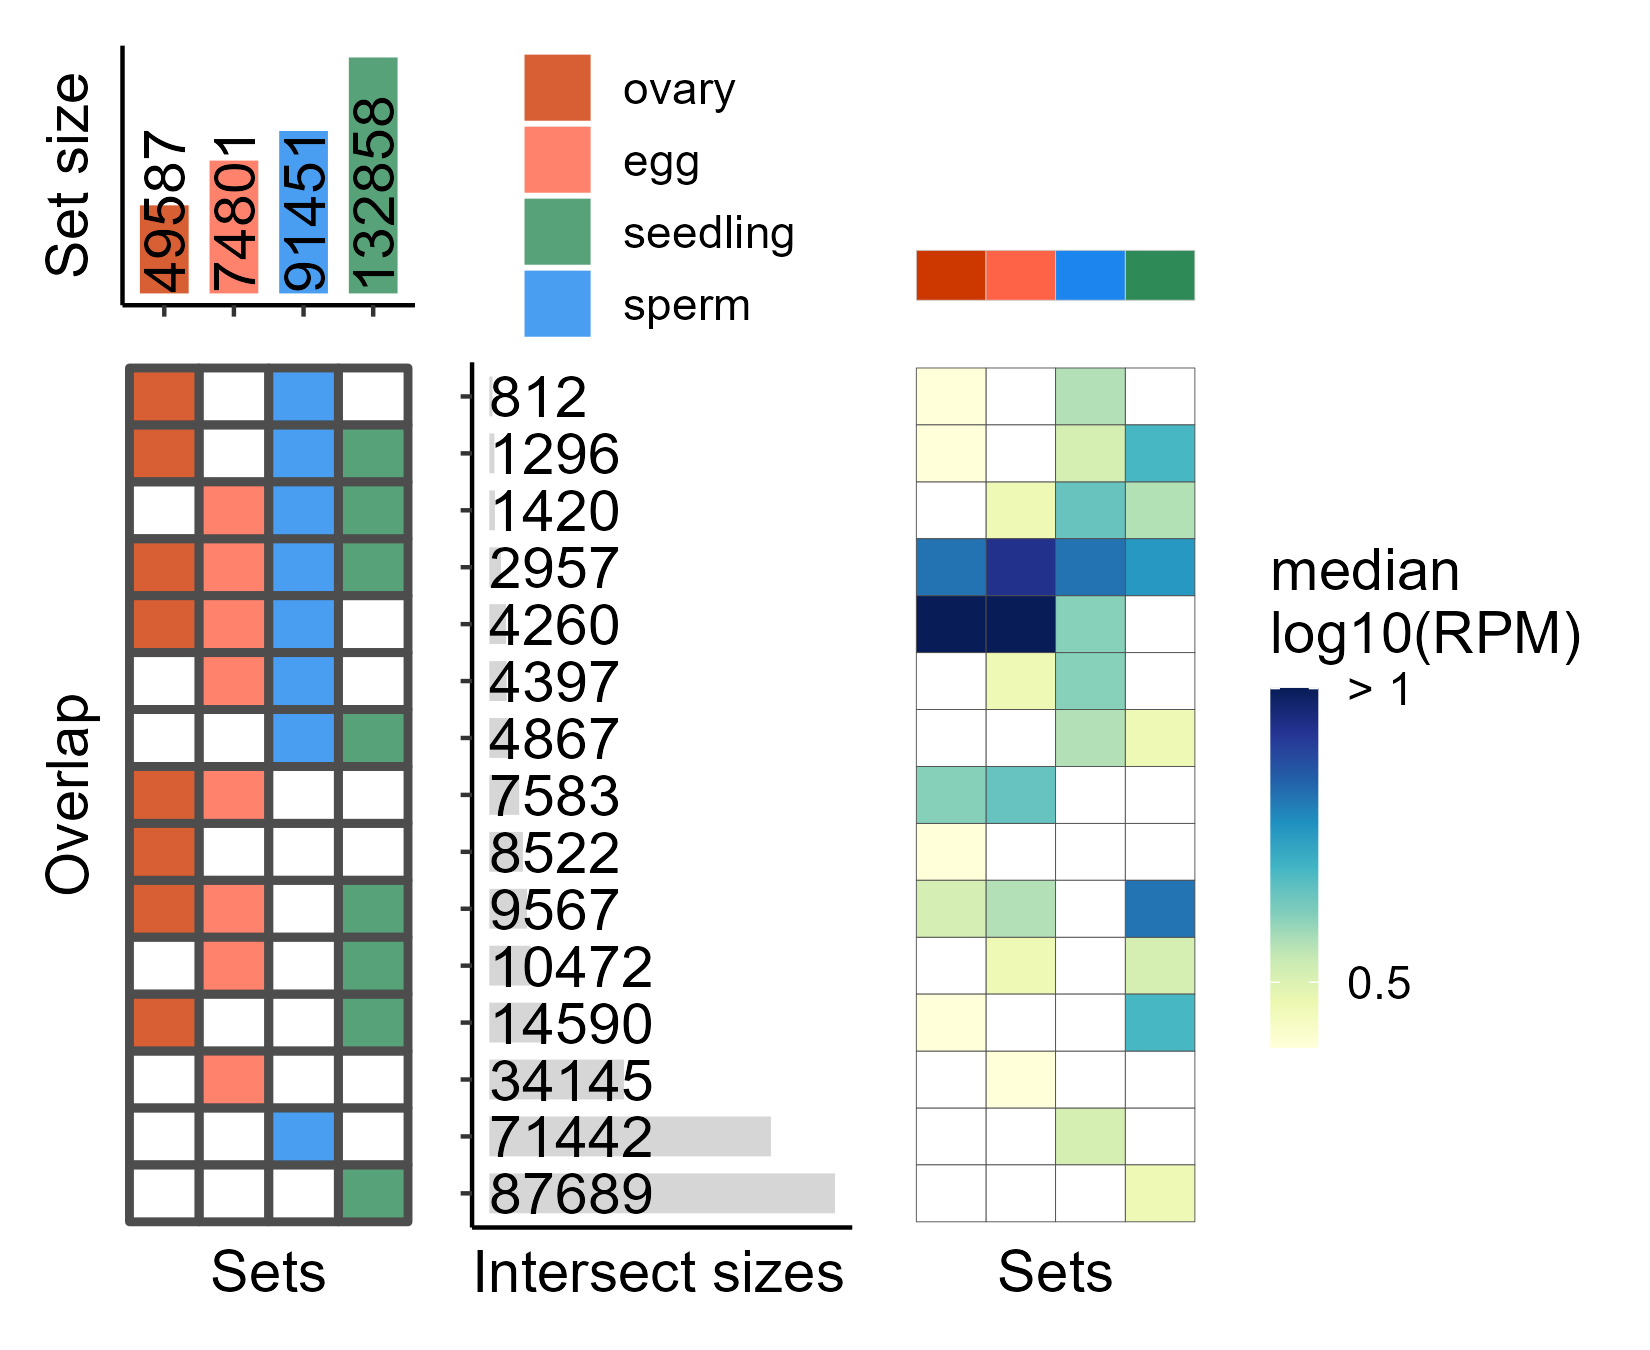 Set size
49587
74801
91451
132858
ovary
egg
seedling
sperm
Overlap
812
1296
1420
2957
4260
4397
4867
7583
8522
9567
10472
14590
34145
71442
87689
Sets
Intersect sizes
Sets
median
log10(RPM)
> 1
0.5